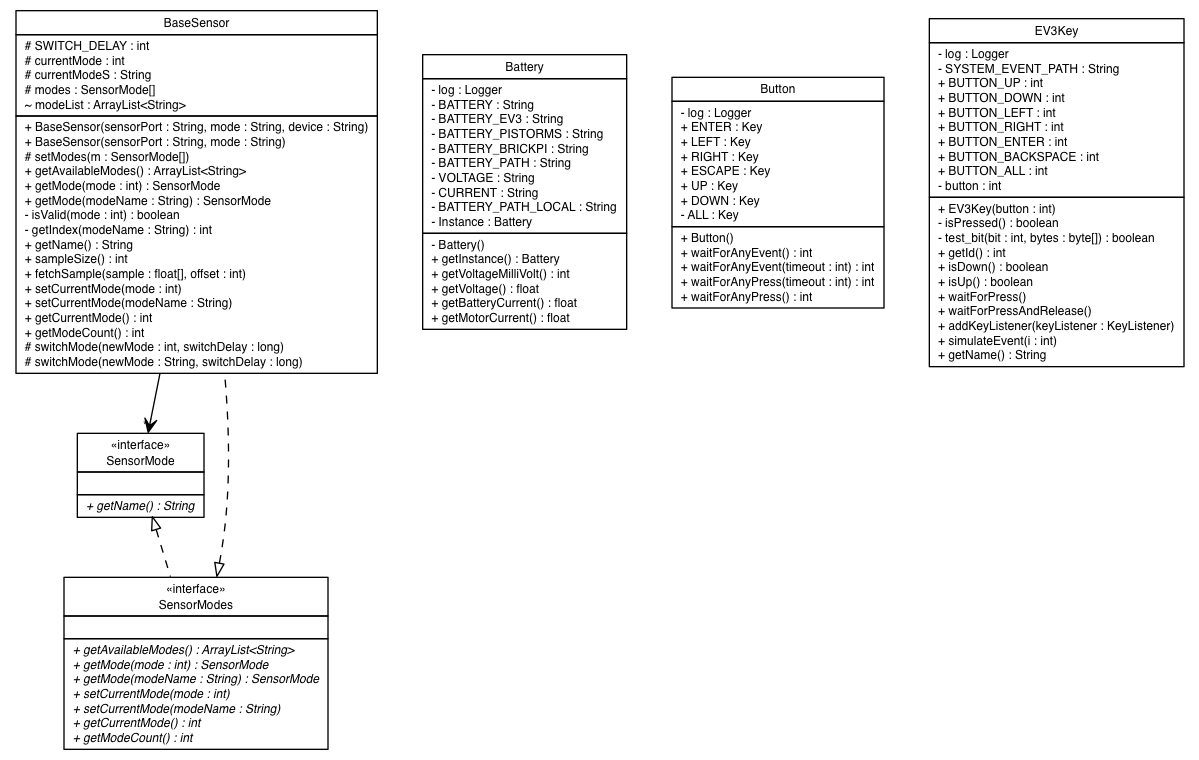 BaseSensor
# SWITCH_DELAY : int
# currentMode : int
# currentModeS : String
# modes : SensorMode[]
~ modeList : ArrayList<String>
+ BaseSensor(sensorPort : String, mode : String, device : String)
+ BaseSensor(sensorPort : String, mode : String)
# setModes(m : SensorMode[])
+ getAvailableModes() : ArrayList<String>
+ getMode(mode : int) : SensorMode
+ getMode(modeName : String) : SensorMode
- isValid(mode : int) : boolean
- getIndex(modeName : String) : int
+ getName() : String
+ sampleSize() : int
+ fetchSample(sample : float[], offset : int)
+ setCurrentMode(mode : int)
+ setCurrentMode(modeName : String)
+ getCurrentMode() : int
+ getModeCount() : int
# switchMode(newMode : int, switchDelay : long)
# switchMode(newMode : String, switchDelay : long)
Battery
- log : Logger
- BATTERY : String
- BATTERY_EV3 : String
- BATTERY_PISTORMS : String
- BATTERY_BRICKPI : String
- BATTERY_PATH : String
- VOLTAGE : String
- CURRENT : String
- BATTERY_PATH_LOCAL : String
- Instance : Battery
- Battery()
+ getInstance() : Battery
+ getVoltageMilliVolt() : int
+ getVoltage() : float
+ getBatteryCurrent() : float
+ getMotorCurrent() : float
Button
- log : Logger
+ ENTER : Key
+ LEFT : Key
+ RIGHT : Key
+ ESCAPE : Key
+ UP : Key
+ DOWN : Key
- ALL : Key
+ Button()
+ waitForAnyEvent() : int
+ waitForAnyEvent(timeout : int) : int
+ waitForAnyPress(timeout : int) : int
+ waitForAnyPress() : int
EV3Key
- log : Logger
- SYSTEM_EVENT_PATH : String
+ BUTTON_UP : int
+ BUTTON_DOWN : int
+ BUTTON_LEFT : int
+ BUTTON_RIGHT : int
+ BUTTON_ENTER : int
+ BUTTON_BACKSPACE : int
+ BUTTON_ALL : int
- button : int
+ EV3Key(button : int)
- isPressed() : boolean
- test_bit(bit : int, bytes : byte[]) : boolean
+ getId() : int
+ isDown() : boolean
+ isUp() : boolean
+ waitForPress()
+ waitForPressAndRelease()
+ addKeyListener(keyListener : KeyListener)
+ simulateEvent(i : int)
+ getName() : String
«interface»
SensorMode
+ getName() : String
«interface»
SensorModes
+ getAvailableModes() : ArrayList<String>
+ getMode(mode : int) : SensorMode
+ getMode(modeName : String) : SensorMode
+ setCurrentMode(mode : int)
+ setCurrentMode(modeName : String)
+ getCurrentMode() : int
+ getModeCount() : int